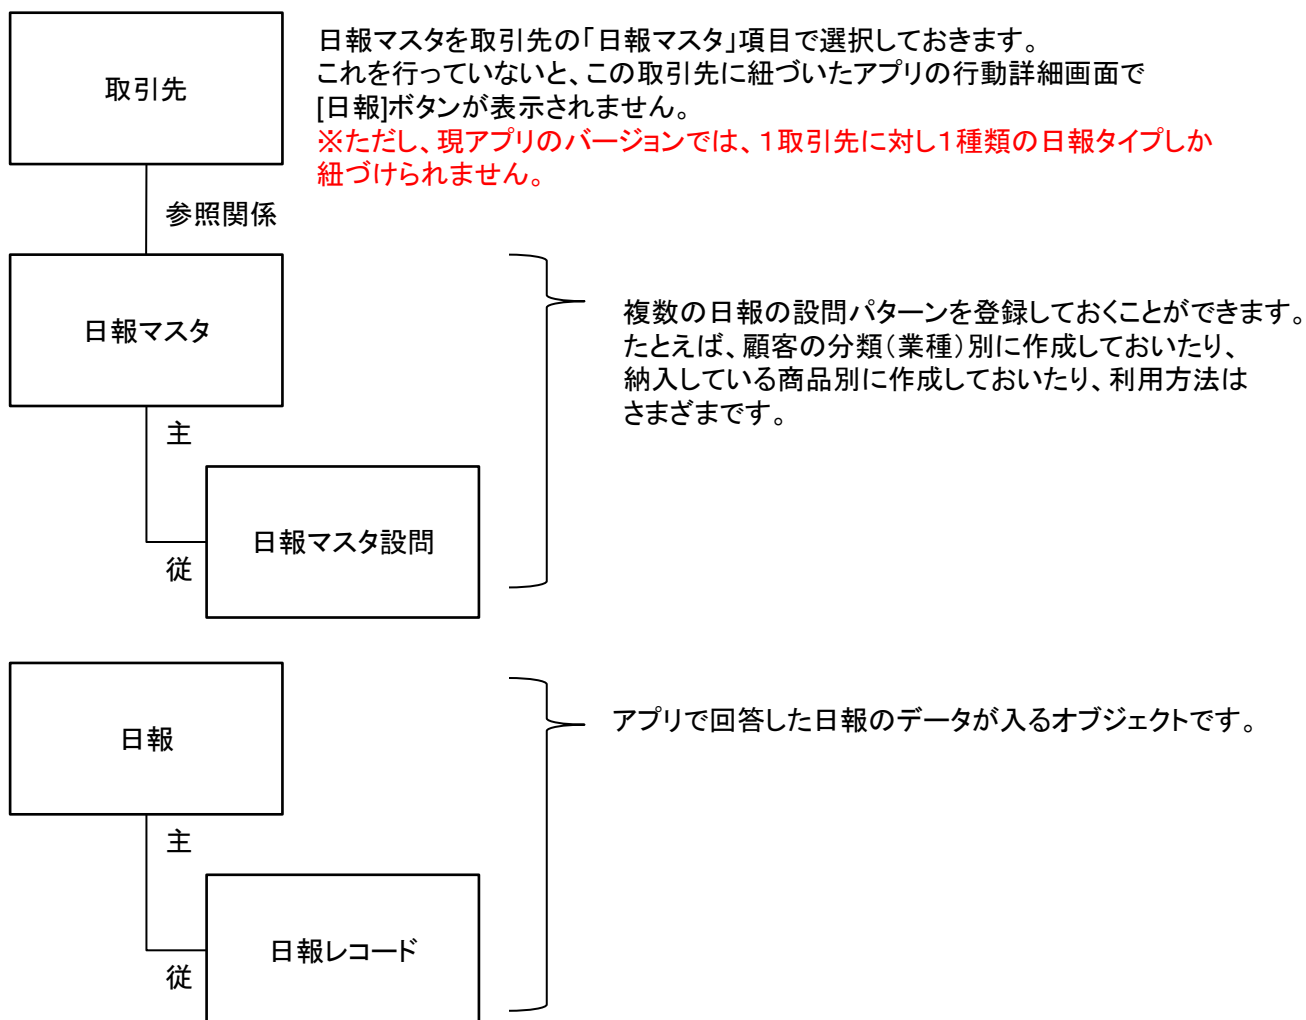 取引先
日報マスタを取引先の「日報マスタ」項目で選択しておきます。
これを行っていないと、この取引先に紐づいたアプリの行動詳細画面で
[日報]ボタンが表示されません。
※ただし、現アプリのバージョンでは、１取引先に対し１種類の日報タイプしか
紐づけられません。
参照関係
日報マスタ
複数の日報の設問パターンを登録しておくことができます。
たとえば、顧客の分類（業種）別に作成しておいたり、
納入している商品別に作成しておいたり、利用方法は
さまざまです。
主
日報マスタ設問
従
日報
アプリで回答した日報のデータが入るオブジェクトです。
主
日報レコード
従